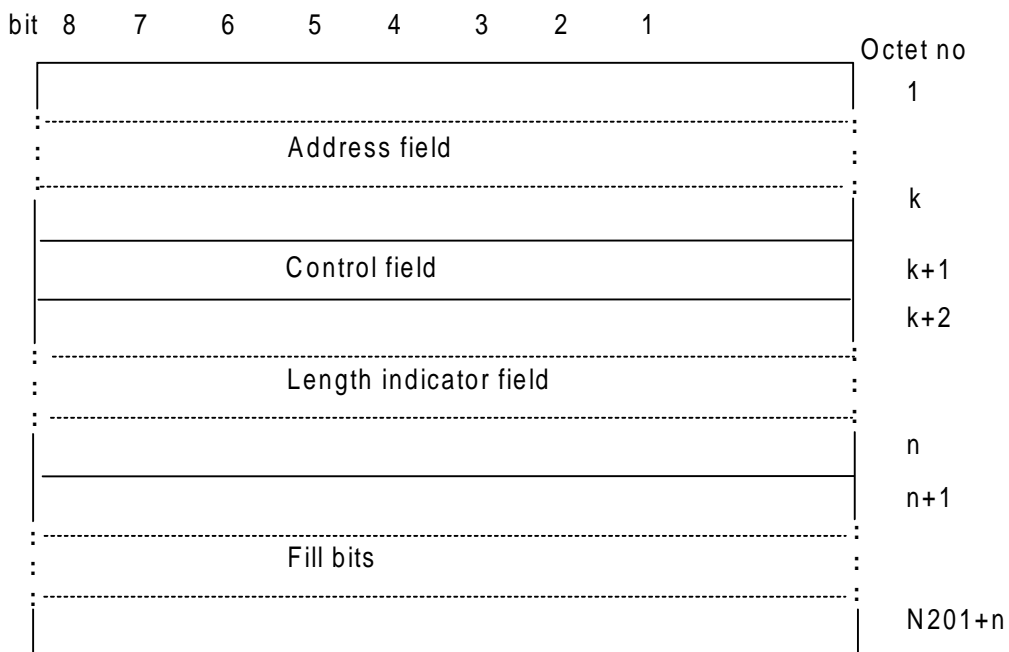 bit 8 7 6 5 4 3 2 1
Octet no
1
Address field
k
Control field
k+1
k+2
Length indicator field
n
n+1
Fill bits
N201+n